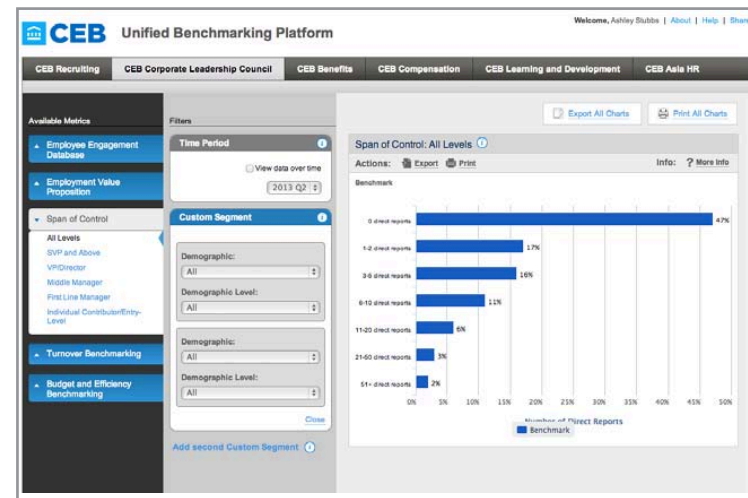 CEB Unified Benchmarking Platform
Welcome, Ashley Stubbs | About | Help | Share
CEB Recruiting
CEB Corporate Leadership Council
CEB Benefits
CEB Compensation
CEB Learning and Development
CEB Asia HR
Available Metrics
Employee Engagement
Database
Employment Value
Proposition
Span of Control
All Levels
SVP and Above
VP/Director
Middle Manager
First Line Manager
Individual Contributor/Entry-
Level
Turnover Benchmarking
Budget and Efficiency
Benchmarking
Filters
Time Period
View data over time
2013 Q2
Custom Segment
Demographic:
All
Demographic Level:
All
Demographic:
All
Demographic Level:
All
Close
Add second Custom Segment
Export All Charts
Print All Charts
Span of Control: All Levels
Actions: Export Print
Info: ? More Info
Benchmark
0 direct reports 47%
1-2 direct reports 17%
3-5 direct reports 16%
6-10 direct reports 11%
11-20 direct reports 6%
21-50 direct reports 3%
51+ direct reports 2%
0% 5% 10% 15% 20% 25% 30% 35% 40% 45% 50%
Number of Direct Reports
Benchmark